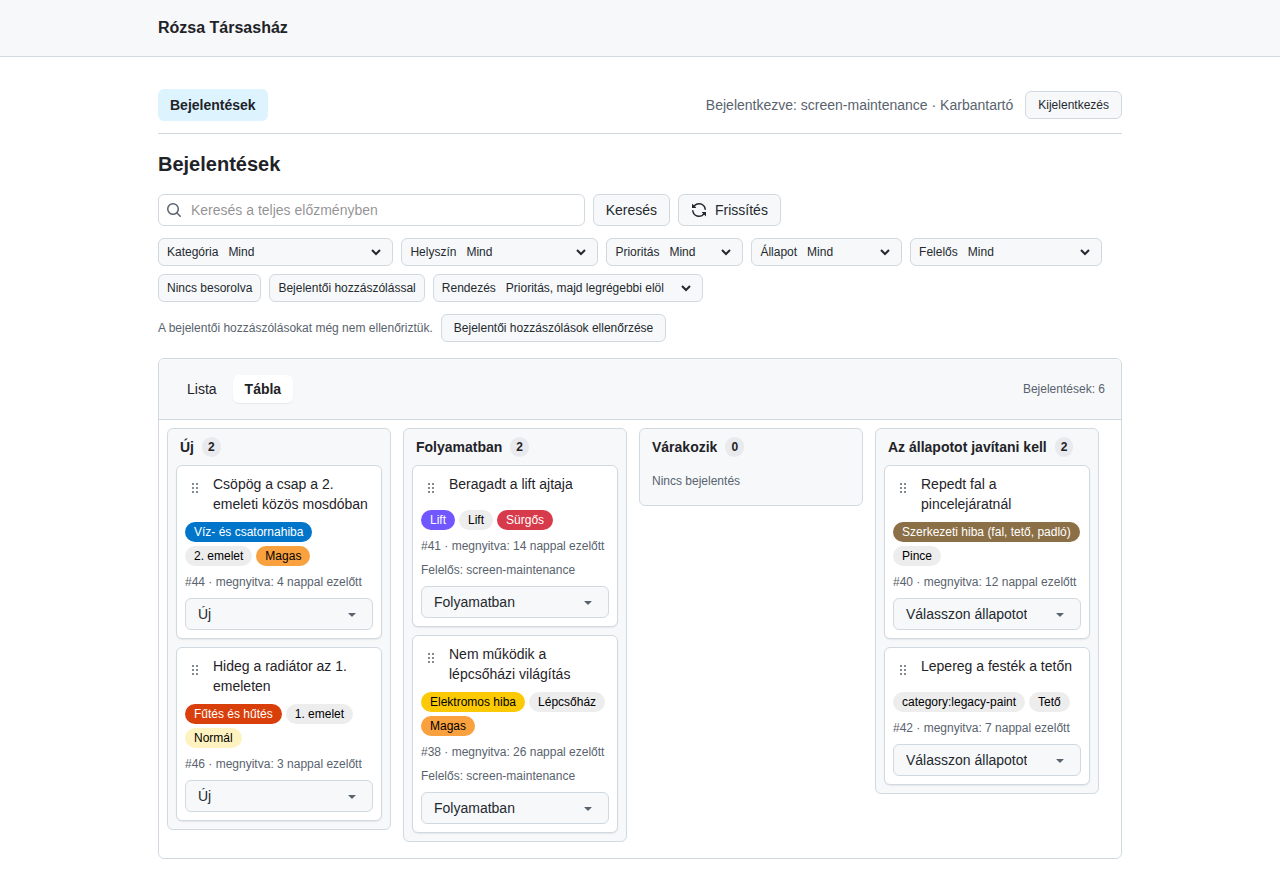 Rózsa Társasház
Bejelentések
Bejelentkezve: screen-maintenance · Karbantartó
Kijelentkezés
Bejelentések
Keresés a teljes előzményben
Keresés
Frissítés
Kategória Mind
Helyszín Mind
Prioritás Mind
Állapot Mind
Felelős Mind
Nincs besorolva
Bejelentői hozzászólással
Rendezés Prioritás, majd legrégebbi elöl
A bejelentői hozzászólásokat még nem ellenőriztük.
Bejelentői hozzászólások ellenőrzése
Lista
Tábla
Bejelentések: 6
Új 2
Csöpög a csap a 2.
emeleti közös mosdóban
Víz- és csatornahiba
2. emelet
Magas
#44 · megnyitva: 4 nappal ezelőtt
Új
Hideg a radiátor az 1.
emeleten
Fűtés és hűtés
1. emelet
Normál
#46 · megnyitva: 3 nappal ezelőtt
Új
Folyamatban 2
Beragadt a lift ajtaja
Lift
Lift
Sürgős
#41 · megnyitva: 14 nappal ezelőtt
Felelős: screen-maintenance
Folyamatban
Nem működik a
lépcsőházi világítás
Elektromos hiba
Lépcsőház
Magas
#38 · megnyitva: 26 nappal ezelőtt
Felelős: screen-maintenance
Folyamatban
Várakozik 0
Nincs bejelentés
Az állapotot javítani kell 2
Repedt fal a
pincelejáratnál
Szerkezeti hiba (fal, tető, padló)
Pince
#40 · megnyitva: 12 nappal ezelőtt
Válasszon állapotot
Lepereg a festék a tetőn
category:legacy-paint
Tető
#42 · megnyitva: 7 nappal ezelőtt
Válasszon állapotot